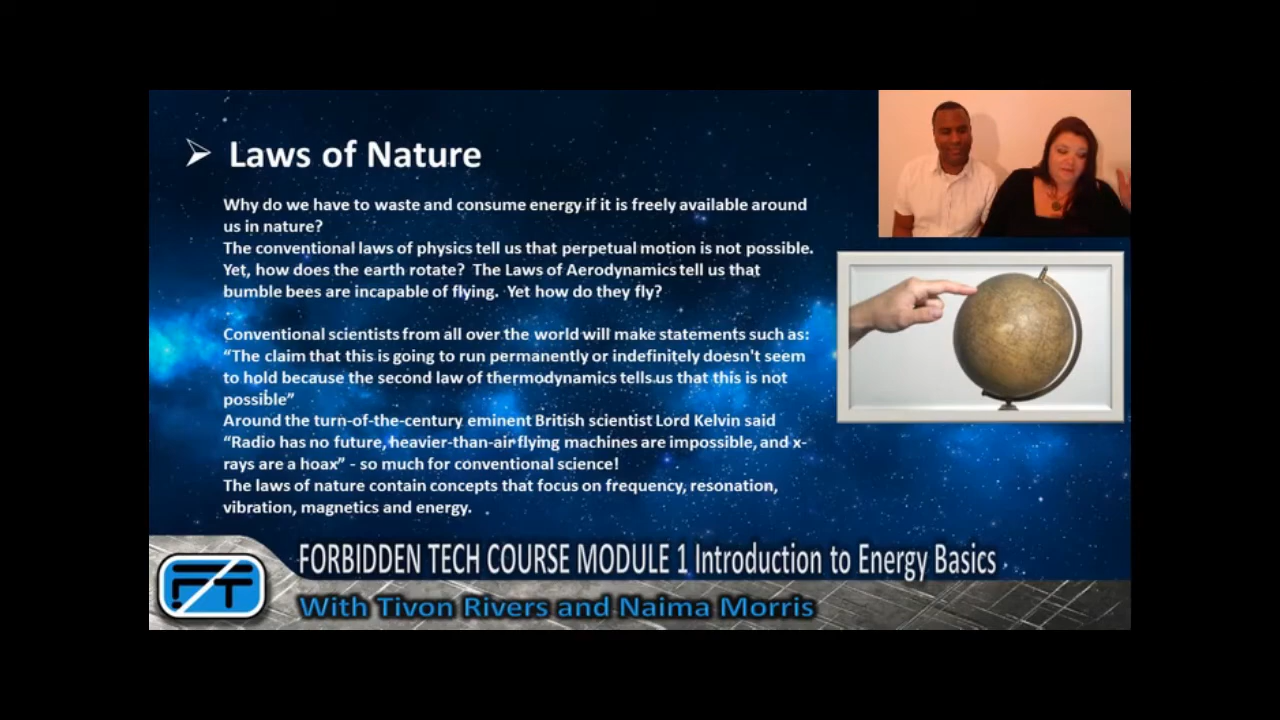 Laws of Nature
Why do we have to waste and consume energy if it is freely available around
us in nature?
The conventional laws of physics tell us that perpetual motion is not possible.
Yet, how does the earth rotate? The Laws of Aerodynamics tell us that
bumble bees are incapable of flying. Yet how do they fly?
Conventional scientists from all over the world will make statements such as:
“The claim that this is going to run permanently or indefinitely doesn't seem
to hold because the second law of thermodynamics tells us that this is not
possible”
Around the turn-of-the-century eminent British scientist Lord Kelvin said
“Radio has no future, heavier-than-air flying machines are impossible, and x-
rays are a hoax” - so much for conventional science!
The laws of nature contain concepts that focus on frequency, resonation,
vibration, magnetics and energy.
FORBIDDEN TECH COURSE MODULE 1 Introduction to Energy Basics
FT
With Tivon Rivers and Naima Morris